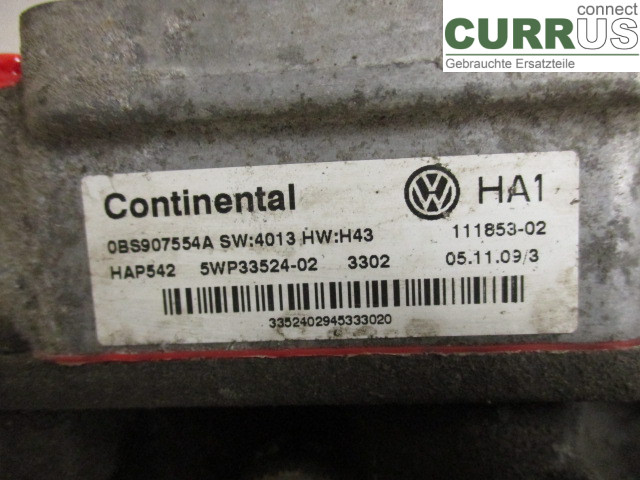 connect
CURRUS
Gebrauchte Ersatzteile
Continental
HA1
0BS907554A SW:4013 HW:H43
111853-02
HAP542 5WP33524-02 3302
05.11.09/3
3352402945333020